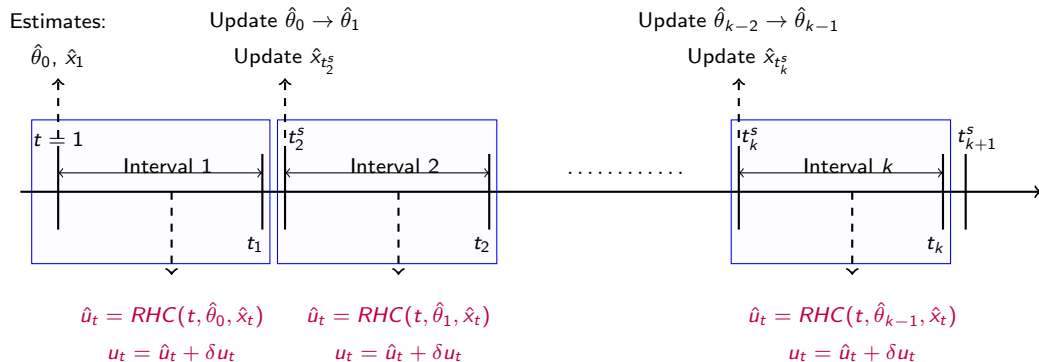 Estimates:
Update θ̂₀ → θ̂₁
Update θ̂ₖ₋₂ → θ̂ₖ₋₁
θ̂₀, x̂₁
Update x̂_{t₂ˢ}
Update x̂_{tₖˢ}
t = 1
t₂ˢ
tₖˢ
tₖ₊₁ˢ
Interval 1
Interval 2
............
Interval k
t₁
t₂
tₖ
ûₜ = RHC(t, θ̂₀, x̂ₜ)
ûₜ = RHC(t, θ̂₁, x̂ₜ)
ûₜ = RHC(t, θ̂ₖ₋₁, x̂ₜ)
uₜ = ûₜ + δuₜ
uₜ = ûₜ + δuₜ
uₜ = ûₜ + δuₜ